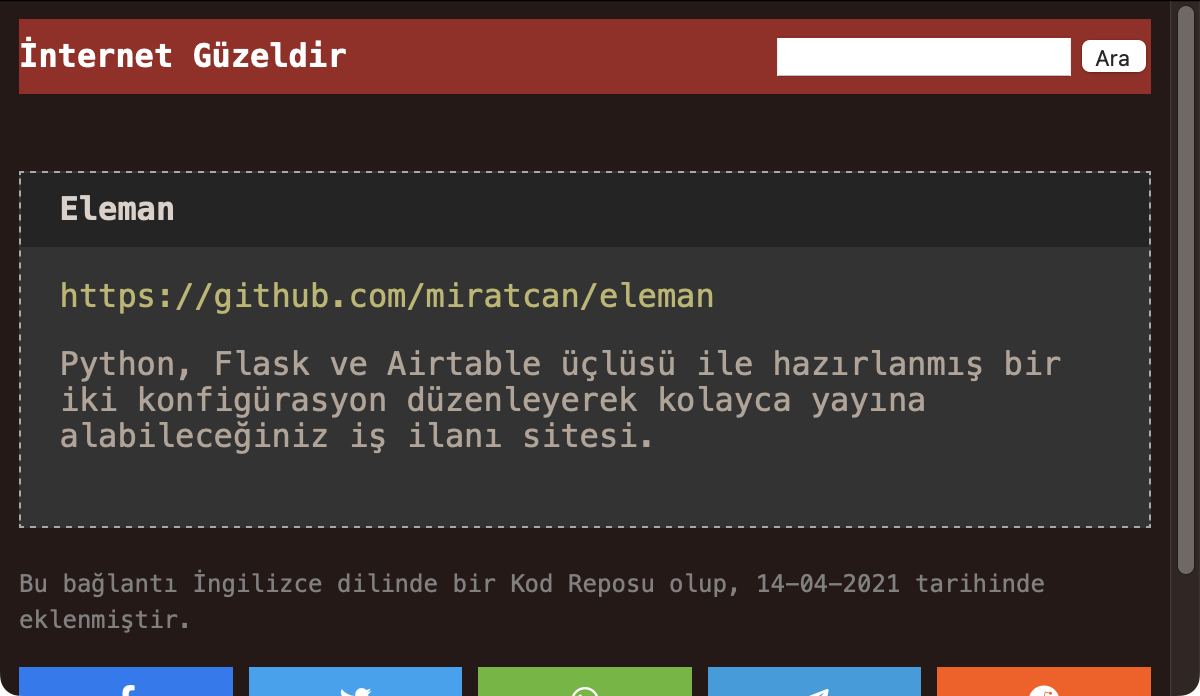 İnternet Güzeldir
Ara
Eleman
https://github.com/miratcan/eleman
Python, Flask ve Airtable üçlüsü ile hazırlanmış bir
iki konfigürasyon düzenleyerek kolayca yayına
alabileceğiniz iş ilanı sitesi.
Bu bağlantı İngilizce dilinde bir Kod Reposu olup, 14-04-2021 tarihinde
eklenmiştir.